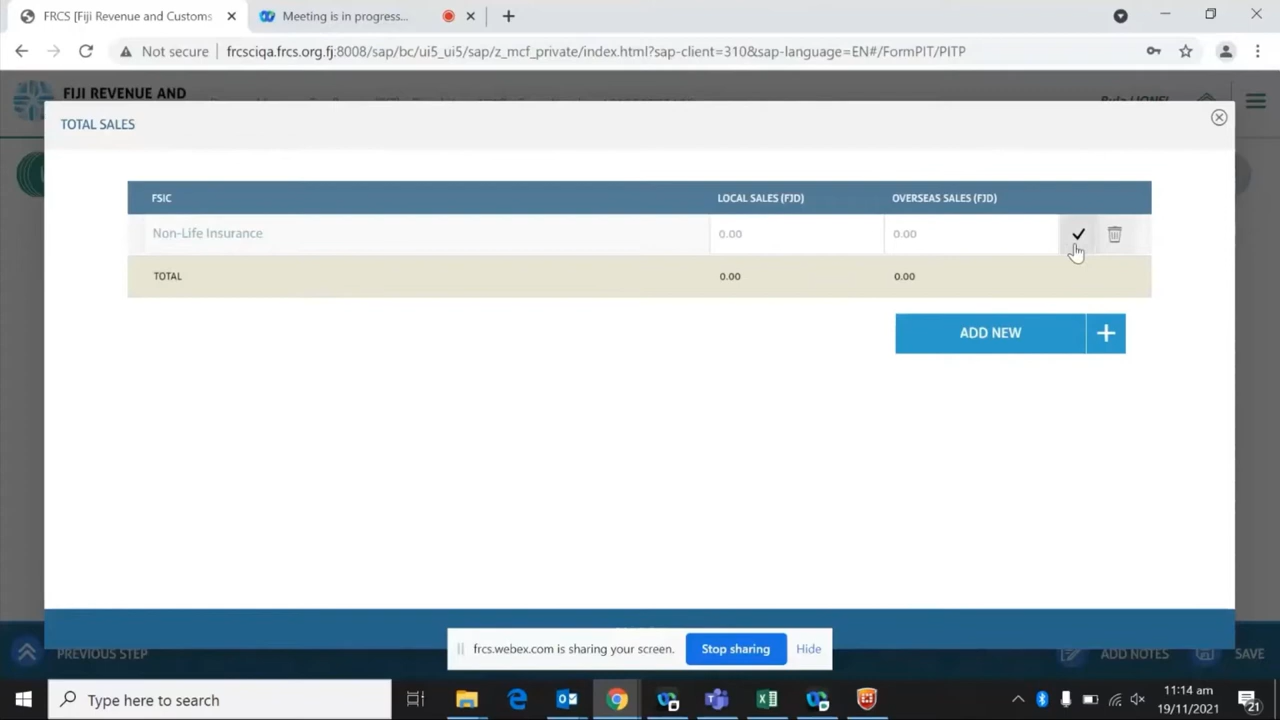 FRCS [Fiji Revenue and Customs
Meeting is in progress...
Not secure
frcsciqa.frcs.org.fj:8008/sap/bc/ui5_ui5/sap/z_mcf_private/index.html?sap-client=310&sap-language=EN#/FormPIT/PITP
FIJI REVENUE AND
TOTAL SALES
FSIC LOCAL SALES (FJD) OVERSEAS SALES (FJD)
Non-Life Insurance 0.00 0.00
TOTAL 0.00 0.00
ADD NEW +
frcs.webex.com is sharing your screen. Stop sharing Hide
PREVIOUS STEP ADD NOTES SAVE
Type here to search
11:14 am
19/11/2021
21